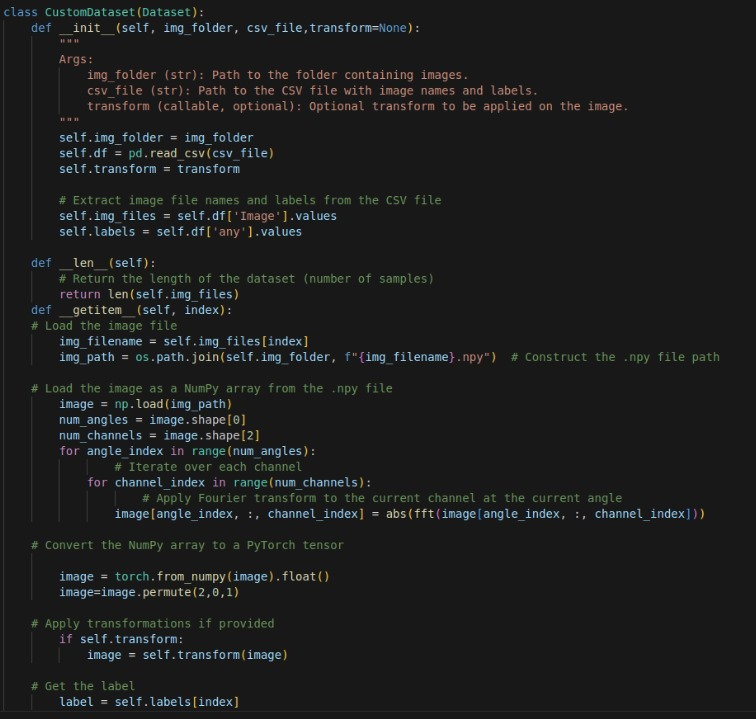 class CustomDataset(Dataset):
    def __init__(self, img_folder, csv_file,transform=None):
        """
        Args:
            img_folder (str): Path to the folder containing images.
            csv_file (str): Path to the CSV file with image names and labels.
            transform (callable, optional): Optional transform to be applied on the image.
        """
        self.img_folder = img_folder
        self.df = pd.read_csv(csv_file)
        self.transform = transform

        # Extract image file names and labels from the CSV file
        self.img_files = self.df['Image'].values
        self.labels = self.df['any'].values

    def __len__(self):
        # Return the length of the dataset (number of samples)
        return len(self.img_files)
    def __getitem__(self, index):
    # Load the image file
        img_filename = self.img_files[index]
        img_path = os.path.join(self.img_folder, f"{img_filename}.npy")  # Construct the .npy file path

    # Load the image as a NumPy array from the .npy file
        image = np.load(img_path)
        num_angles = image.shape[0]
        num_channels = image.shape[2]
        for angle_index in range(num_angles):
                # Iterate over each channel
            for channel_index in range(num_channels):
                    # Apply Fourier transform to the current channel at the current angle
                image[angle_index, :, channel_index] = abs(fft(image[angle_index, :, channel_index]))

    # Convert the NumPy array to a PyTorch tensor

        image = torch.from_numpy(image).float()
        image=image.permute(2,0,1)

    # Apply transformations if provided
        if self.transform:
            image = self.transform(image)

    # Get the label
        label = self.labels[index]